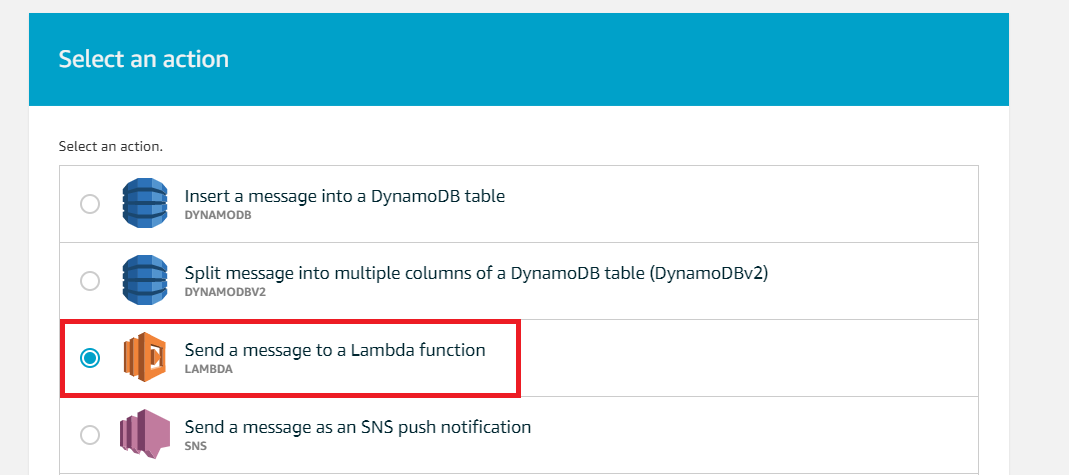 Select an action
Select an action.
Insert a message into a DynamoDB table
DYNAMODB
Split message into multiple columns of a DynamoDB table (DynamoDBv2)
DYNAMODBV2
Send a message to a Lambda function
LAMBDA
Send a message as an SNS push notification
SNS